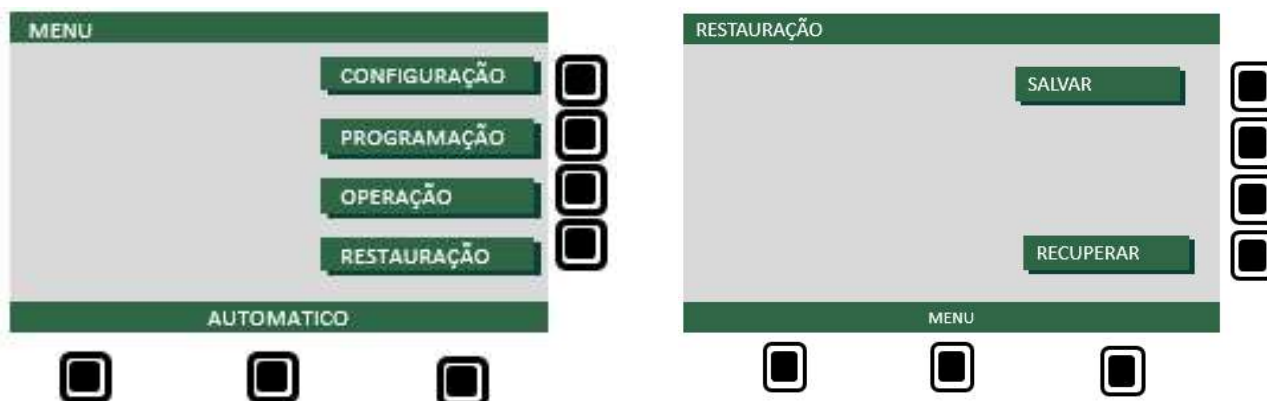 MENU
CONFIGURAÇÃO
PROGRAMAÇÃO
OPERAÇÃO
RESTAURAÇÃO
AUTOMATICO
RESTAURAÇÃO
SALVAR
RECUPERAR
MENU